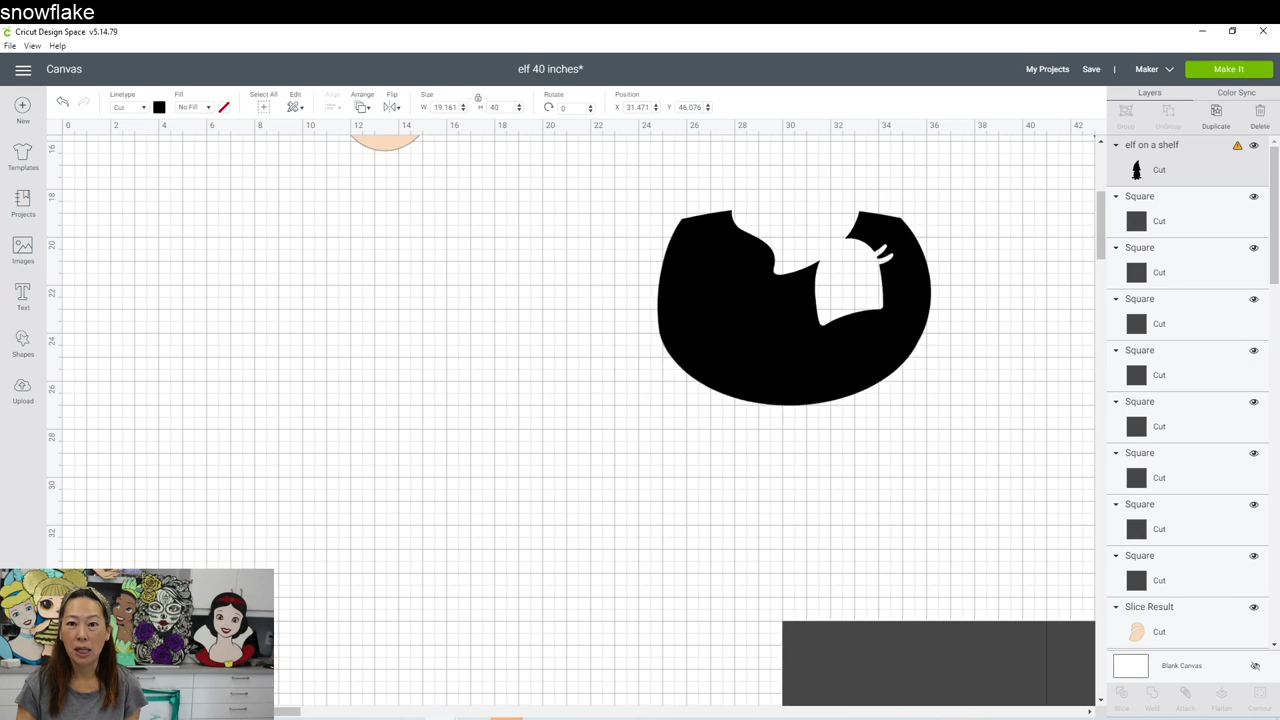 snowflake
Cricut Design Space v5.14.79
File View Help
Canvas elf 40 inches* My Projects Save | Maker Make It
Linetype Fill Select All Edit Align Arrange Flip Size Rotate Position
Cut No Fill W 19.161 H 40 0 X 31.471 Y 46.076
Layers Color Sync
Group UnGroup Duplicate Delete
0 2 4 6 8 10 12 14 16 18 20 22 24 26 28 30 32 34 36 38 40 42
16
18
20
22
24
26
28
30
32
New
Templates
Projects
Images
Text
Shapes
Upload
elf on a shelf
Cut
Square
Cut
Square
Cut
Square
Cut
Square
Cut
Square
Cut
Square
Cut
Square
Cut
Square
Cut
Slice Result
Cut
Blank Canvas
Slice Weld Attach Flatten Contour